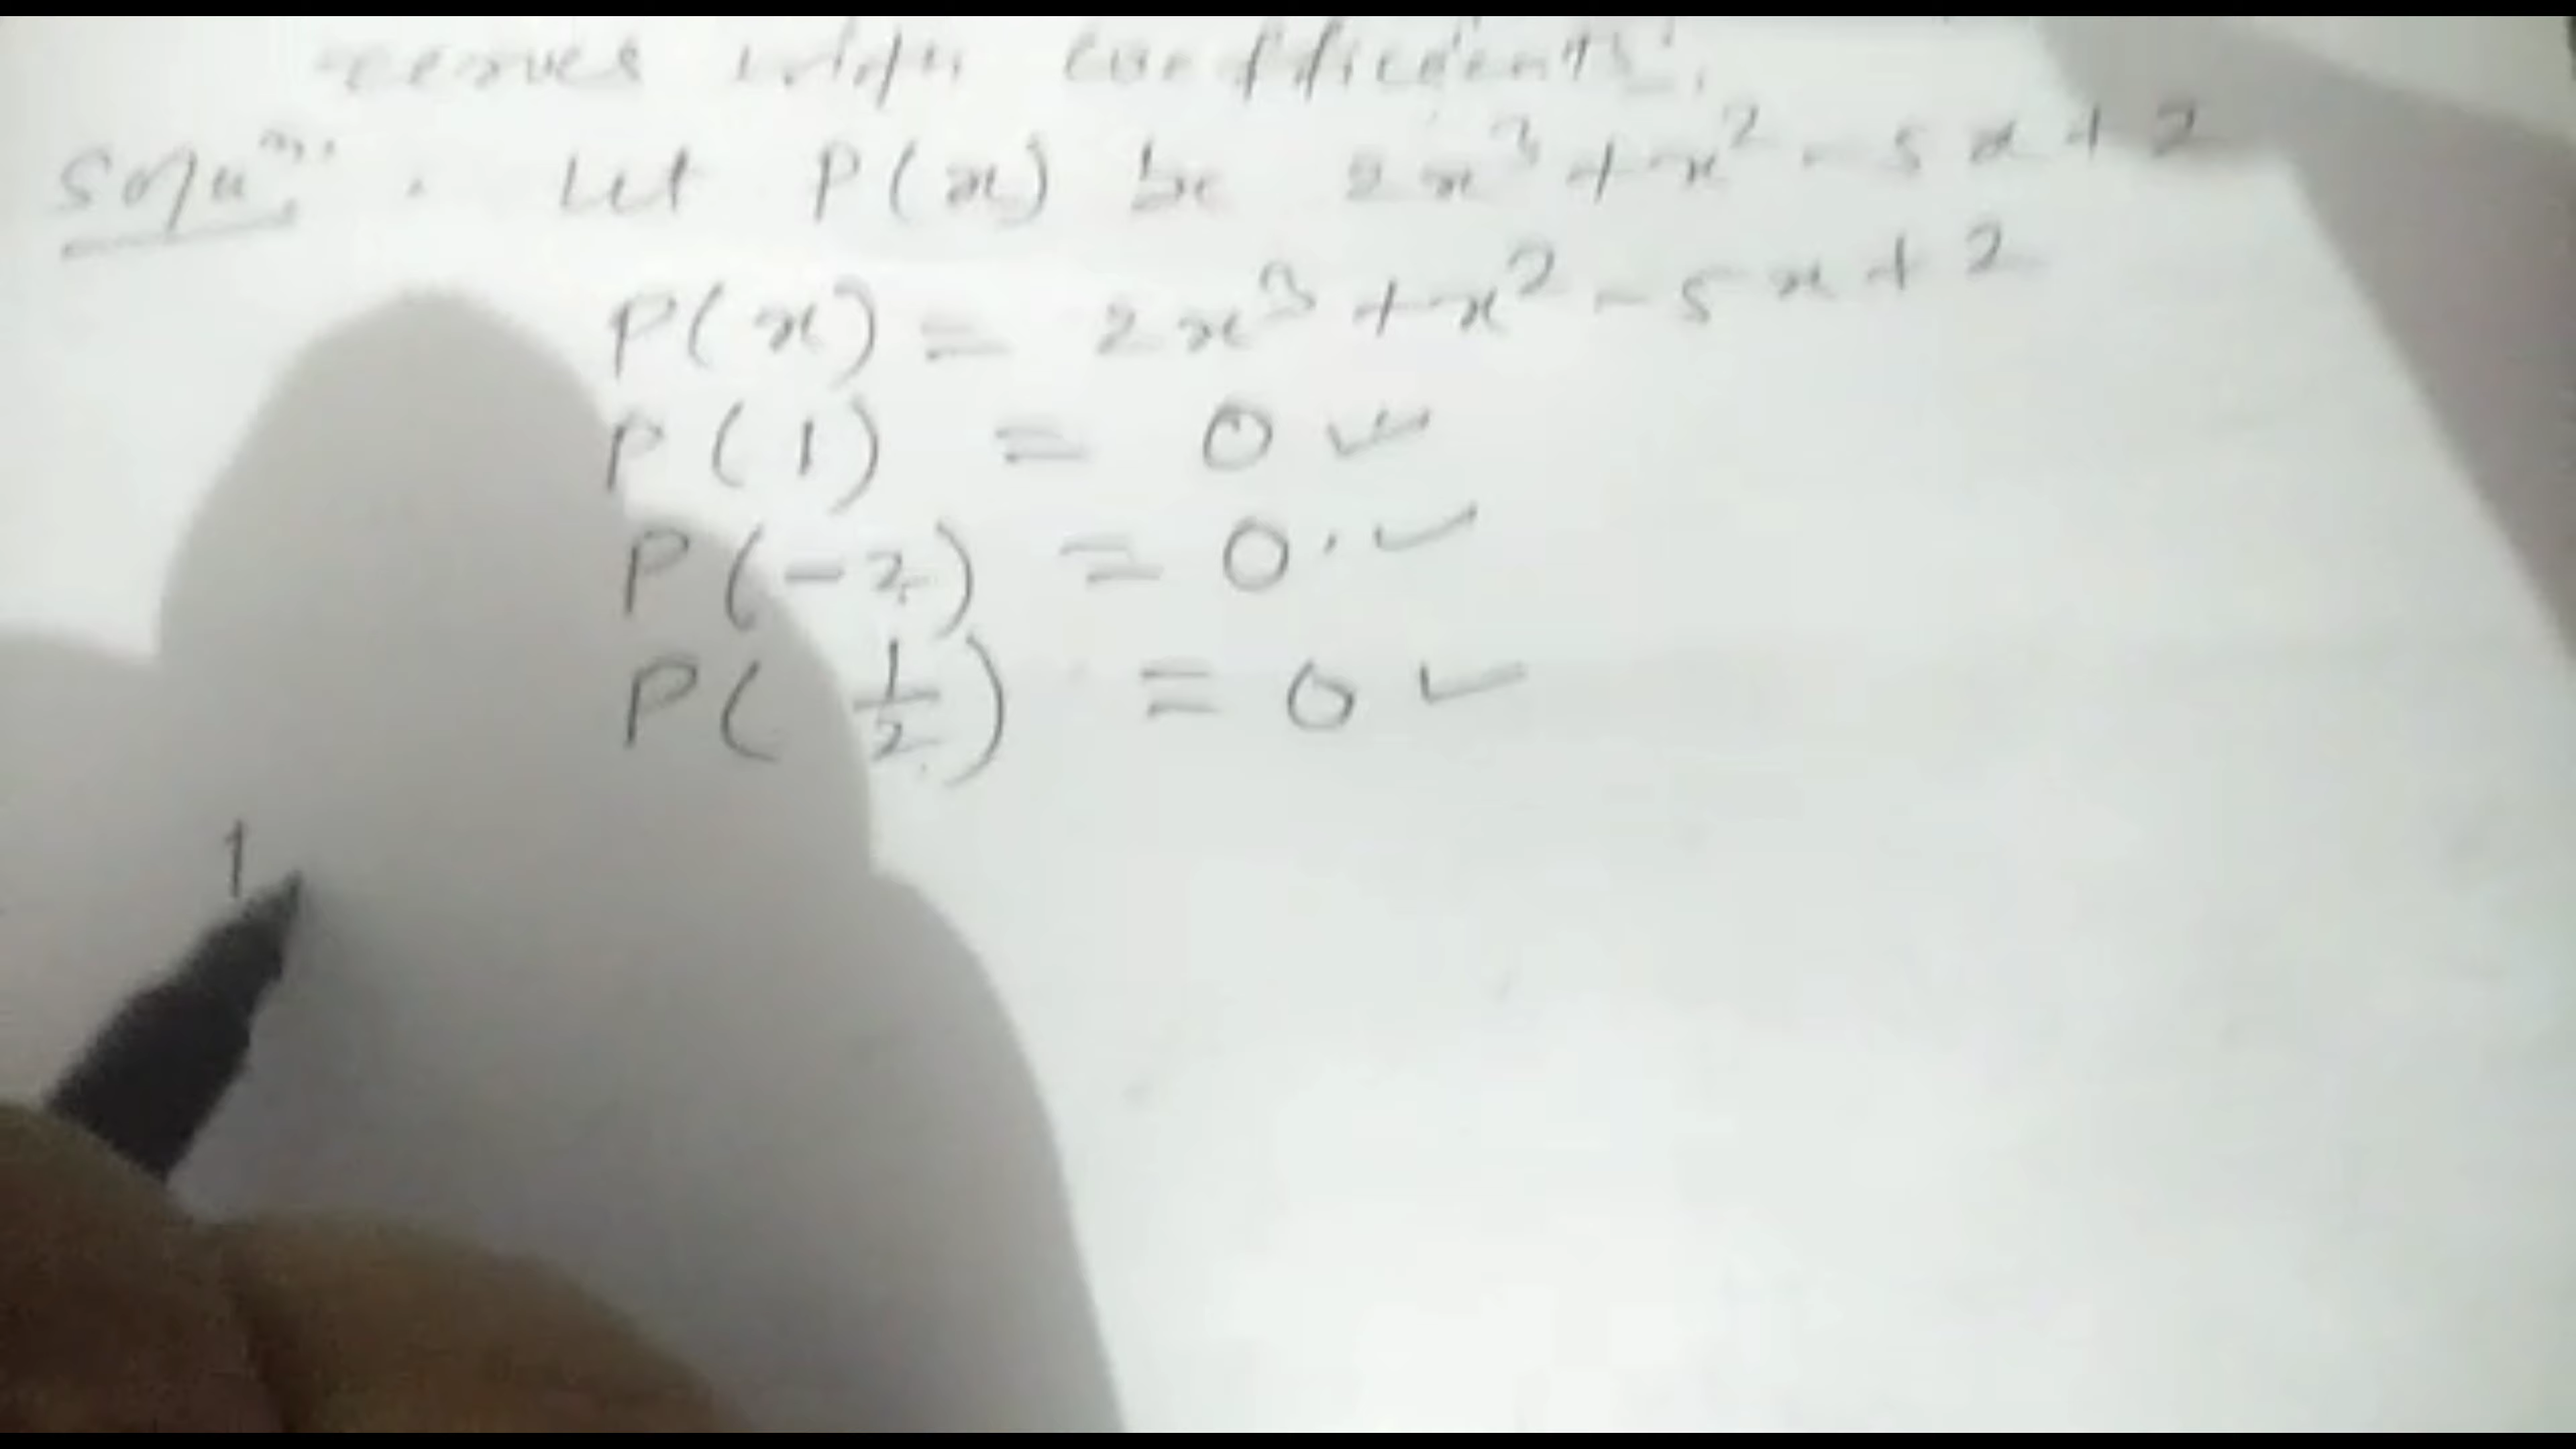 zeroes with coefficients.
Soluⁿ. Let P(x) be 2x³ + x² - 5x + 2
P(x) = 2x³ + x² - 5x + 2
P(1) = 0 ✓
P(-2) = 0. ✓
P(1/2) = 0 ✓
1